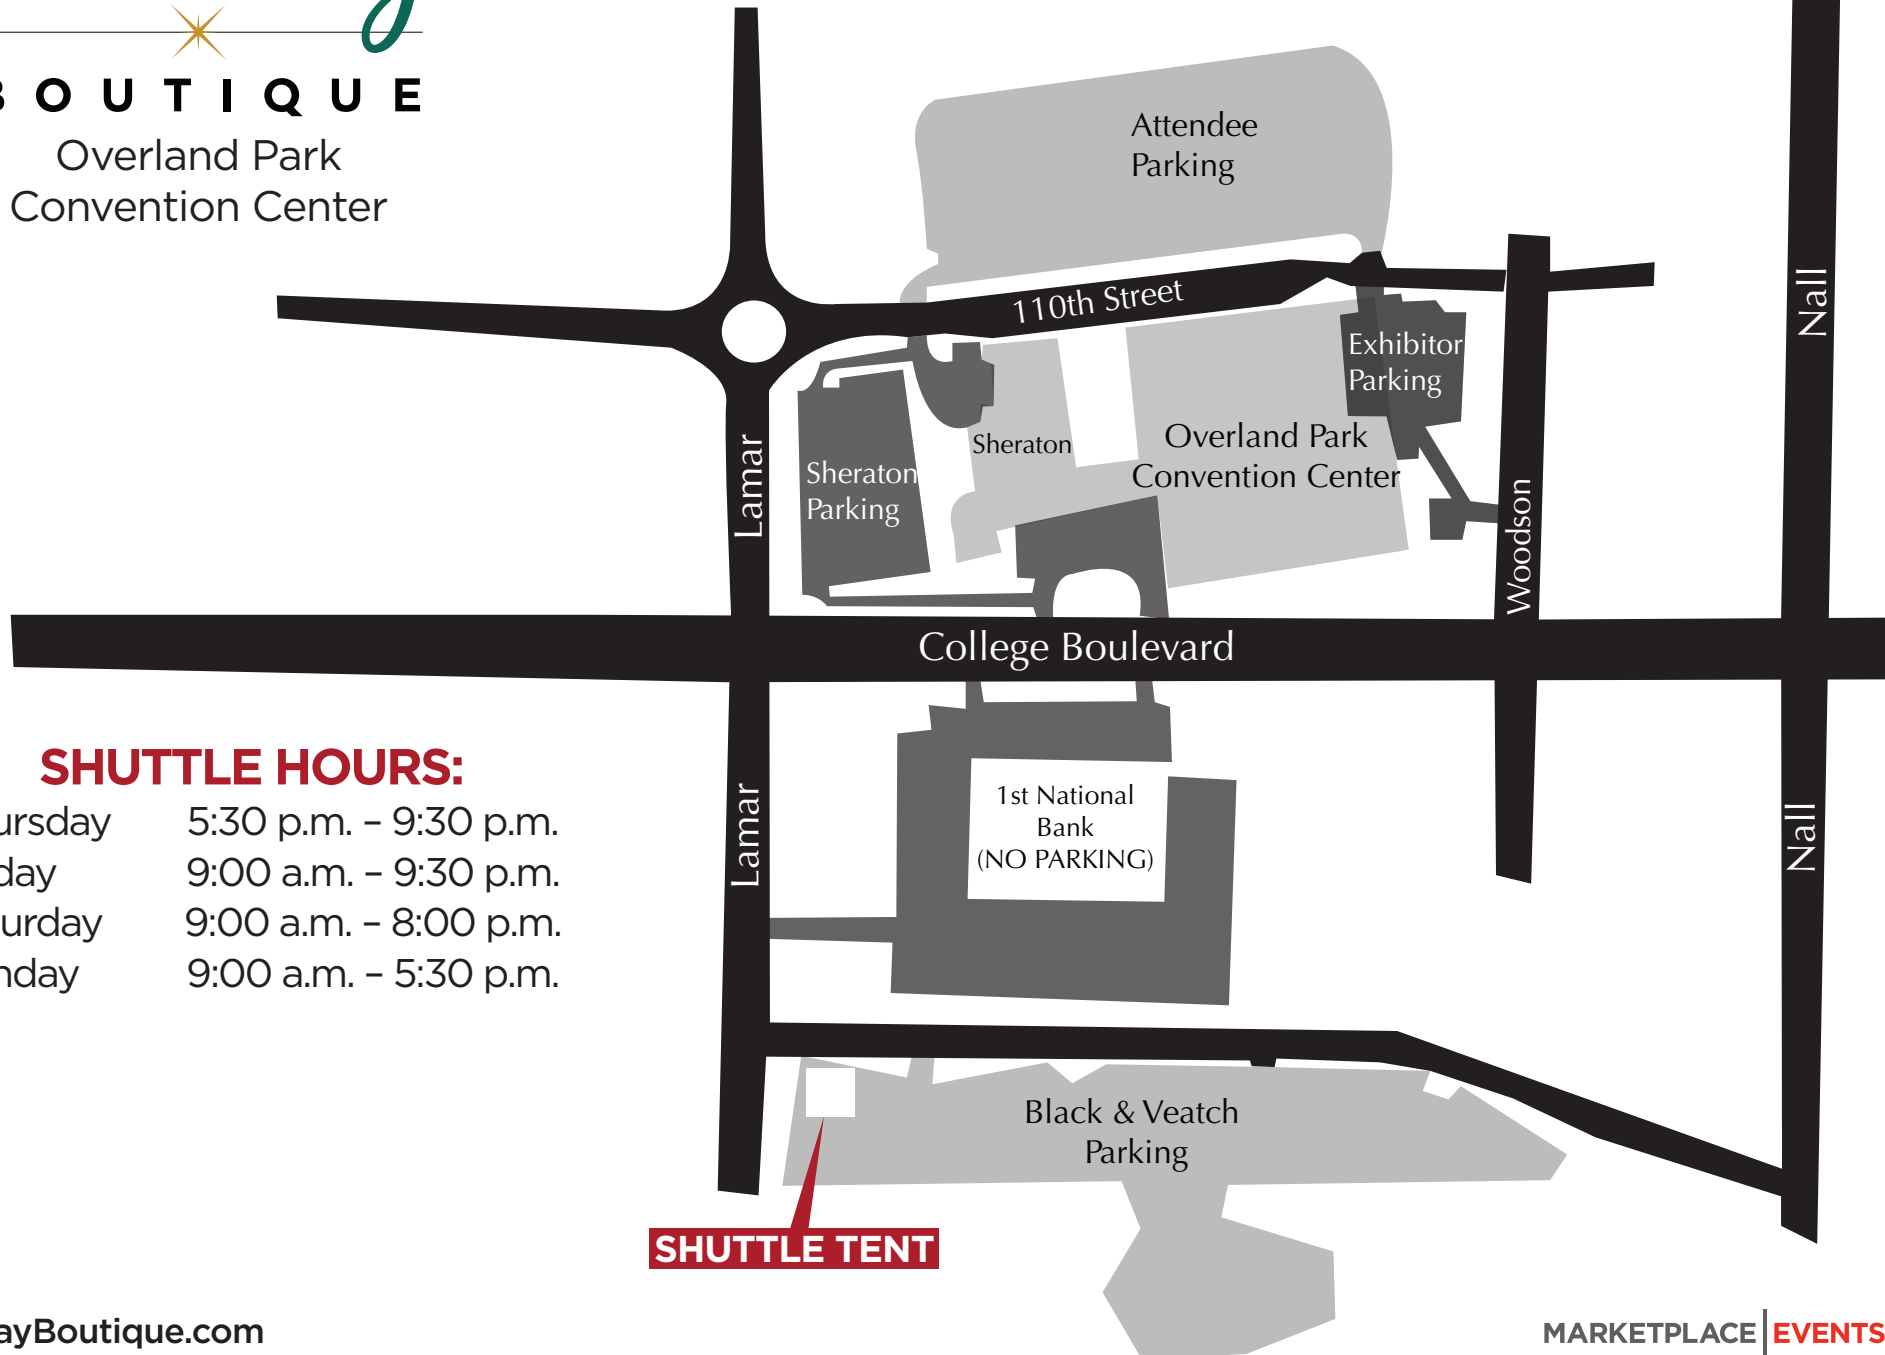 BOUTIQUE
Overland Park
Convention Center
Attendee
Parking
110th Street
Nall
Exhibitor
Parking
Lamar
Sheraton
Overland Park
Convention Center
Sheraton
Parking
Woodson
College Boulevard
SHUTTLE HOURS:
ursday 5:30 p.m. – 9:30 p.m.
day 9:00 a.m. – 9:30 p.m.
urday 9:00 a.m. – 8:00 p.m.
nday 9:00 a.m. – 5:30 p.m.
Lamar
1st National
Bank
(NO PARKING)
Nall
Black & Veatch
Parking
SHUTTLE TENT
ayBoutique.com
MARKETPLACE EVENTS